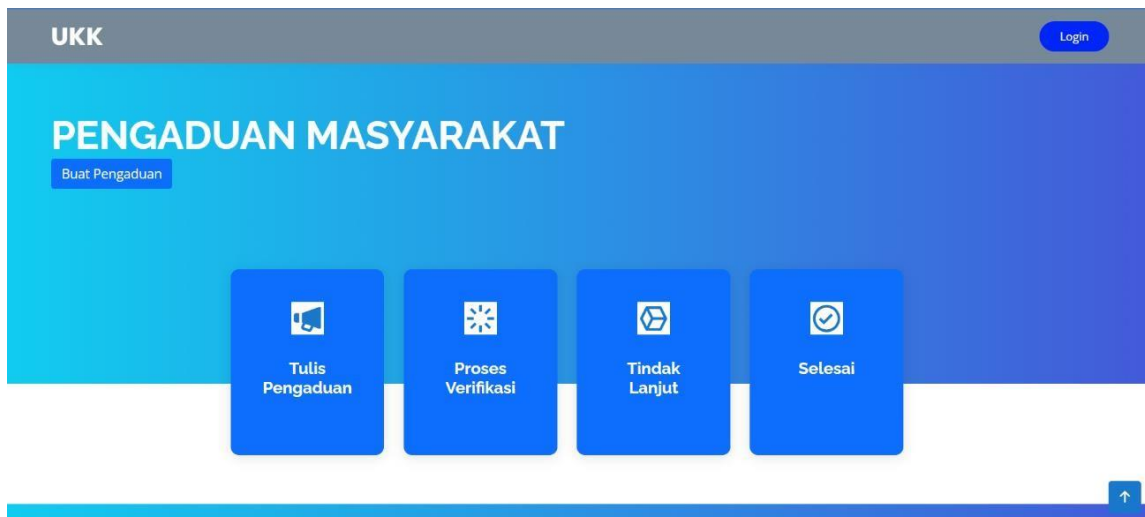 UKK
Login
PENGADUAN MASYARAKAT
Buat Pengaduan
Tulis
Pengaduan
Proses
Verifikasi
Tindak
Lanjut
Selesai